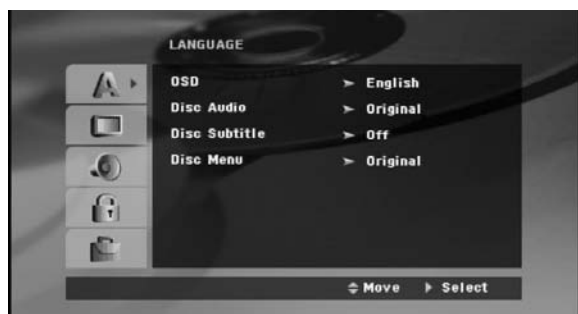 LANGUAGE
OSD ➢ English
Disc Audio ➢ Original
Disc Subtitle ➢ Off
Disc Menu ➢ Original
Move Select